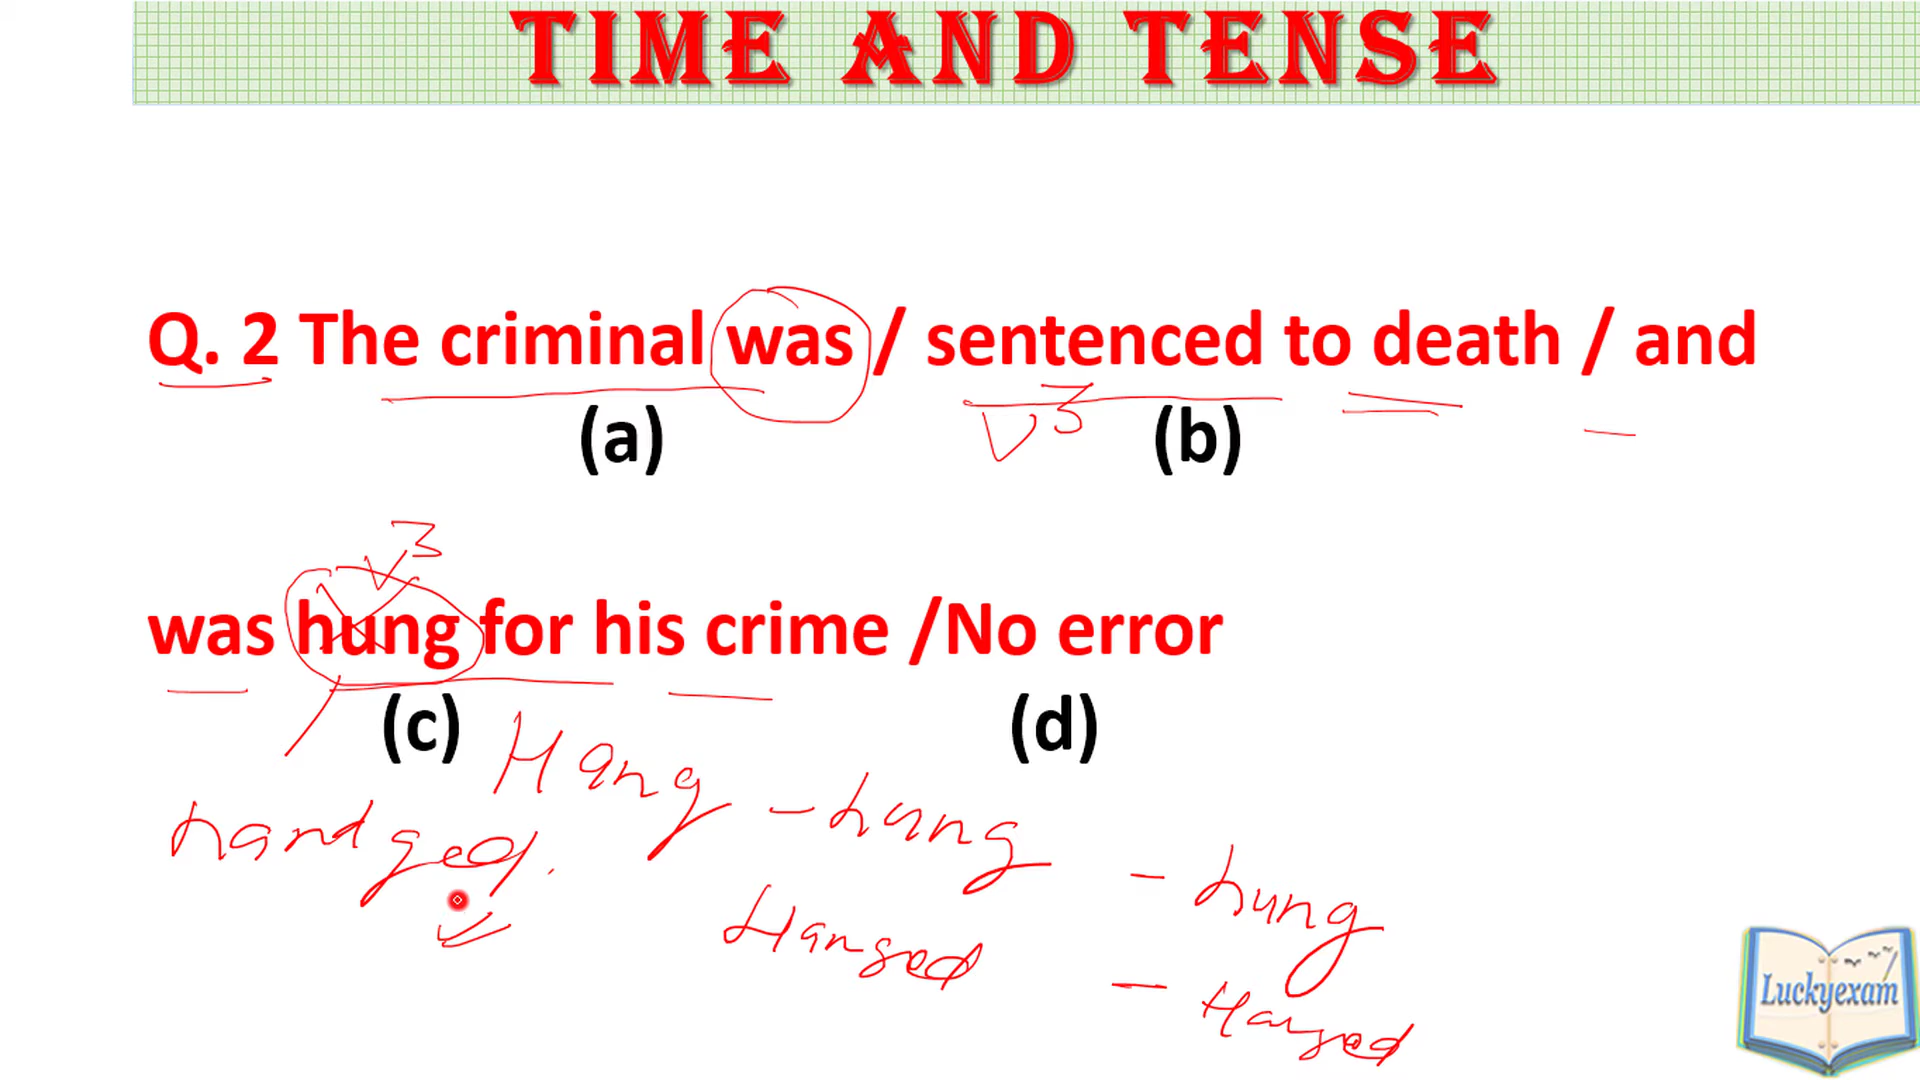 TIME AND TENSE
Q. 2 The criminal was / sentenced to death / and
(a) (b)
V3
V3
was hung for his crime /No error
(c) (d)
Hang - hung - hung
handged.
Hanged - Hanged
Luckyexam